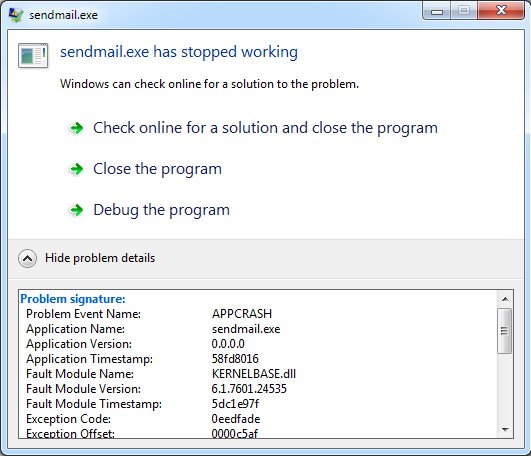 sendmail.exe
sendmail.exe has stopped working
Windows can check online for a solution to the problem.
Check online for a solution and close the program
Close the program
Debug the program
Hide problem details
Problem signature:
Problem Event Name: APPCRASH
Application Name: sendmail.exe
Application Version: 0.0.0.0
Application Timestamp: 58fd8016
Fault Module Name: KERNELBASE.dll
Fault Module Version: 6.1.7601.24535
Fault Module Timestamp: 5dc1e97f
Exception Code: 0eedfade
Exception Offset: 0000c5af